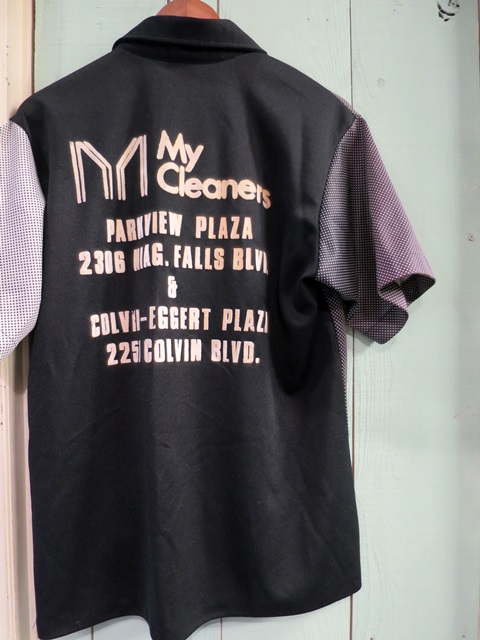 My
Cleaners
PARKVIEW PLAZA
2306 NIAG. FALLS BLVD.
&
COLVIN-EGGERT PLAZA
225 COLVIN BLVD.